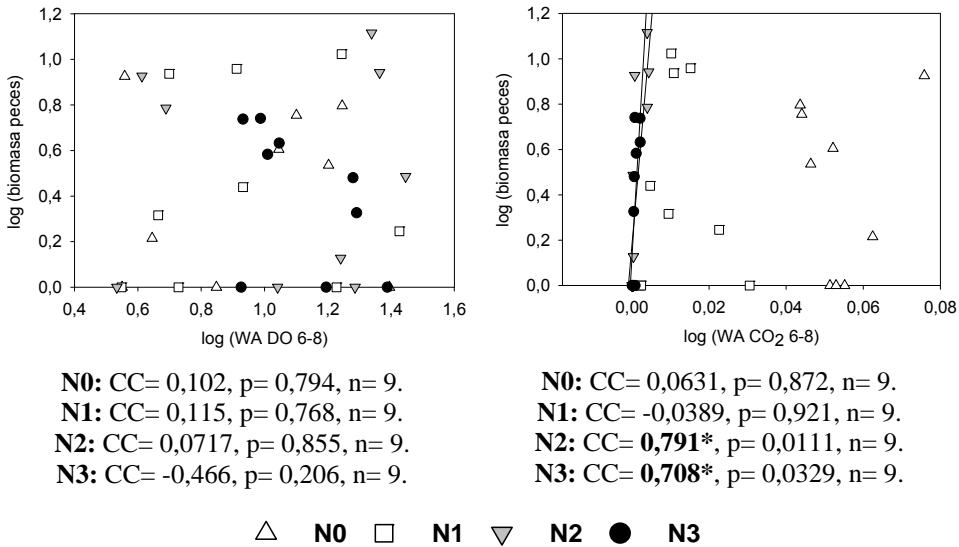 log (biomasa peces)
1,2
1,0
0,8
0,6
0,4
0,2
0,0
0,4 0,6 0,8 1,0 1,2 1,4 1,6
log (WA DO 6-8)
N0: CC= 0,102, p= 0,794, n= 9.
N1: CC= 0,115, p= 0,768, n= 9.
N2: CC= 0,0717, p= 0,855, n= 9.
N3: CC= -0,466, p= 0,206, n= 9.
log (biomasa peces)
1,2
1,0
0,8
0,6
0,4
0,2
0,0
0,00 0,02 0,04 0,06 0,08
log (WA CO₂ 6-8)
N0: CC= 0,0631, p= 0,872, n= 9.
N1: CC= -0,0389, p= 0,921, n= 9.
N2: CC= 0,791*, p= 0,0111, n= 9.
N3: CC= 0,708*, p= 0,0329, n= 9.
N0 N1 N2 N3